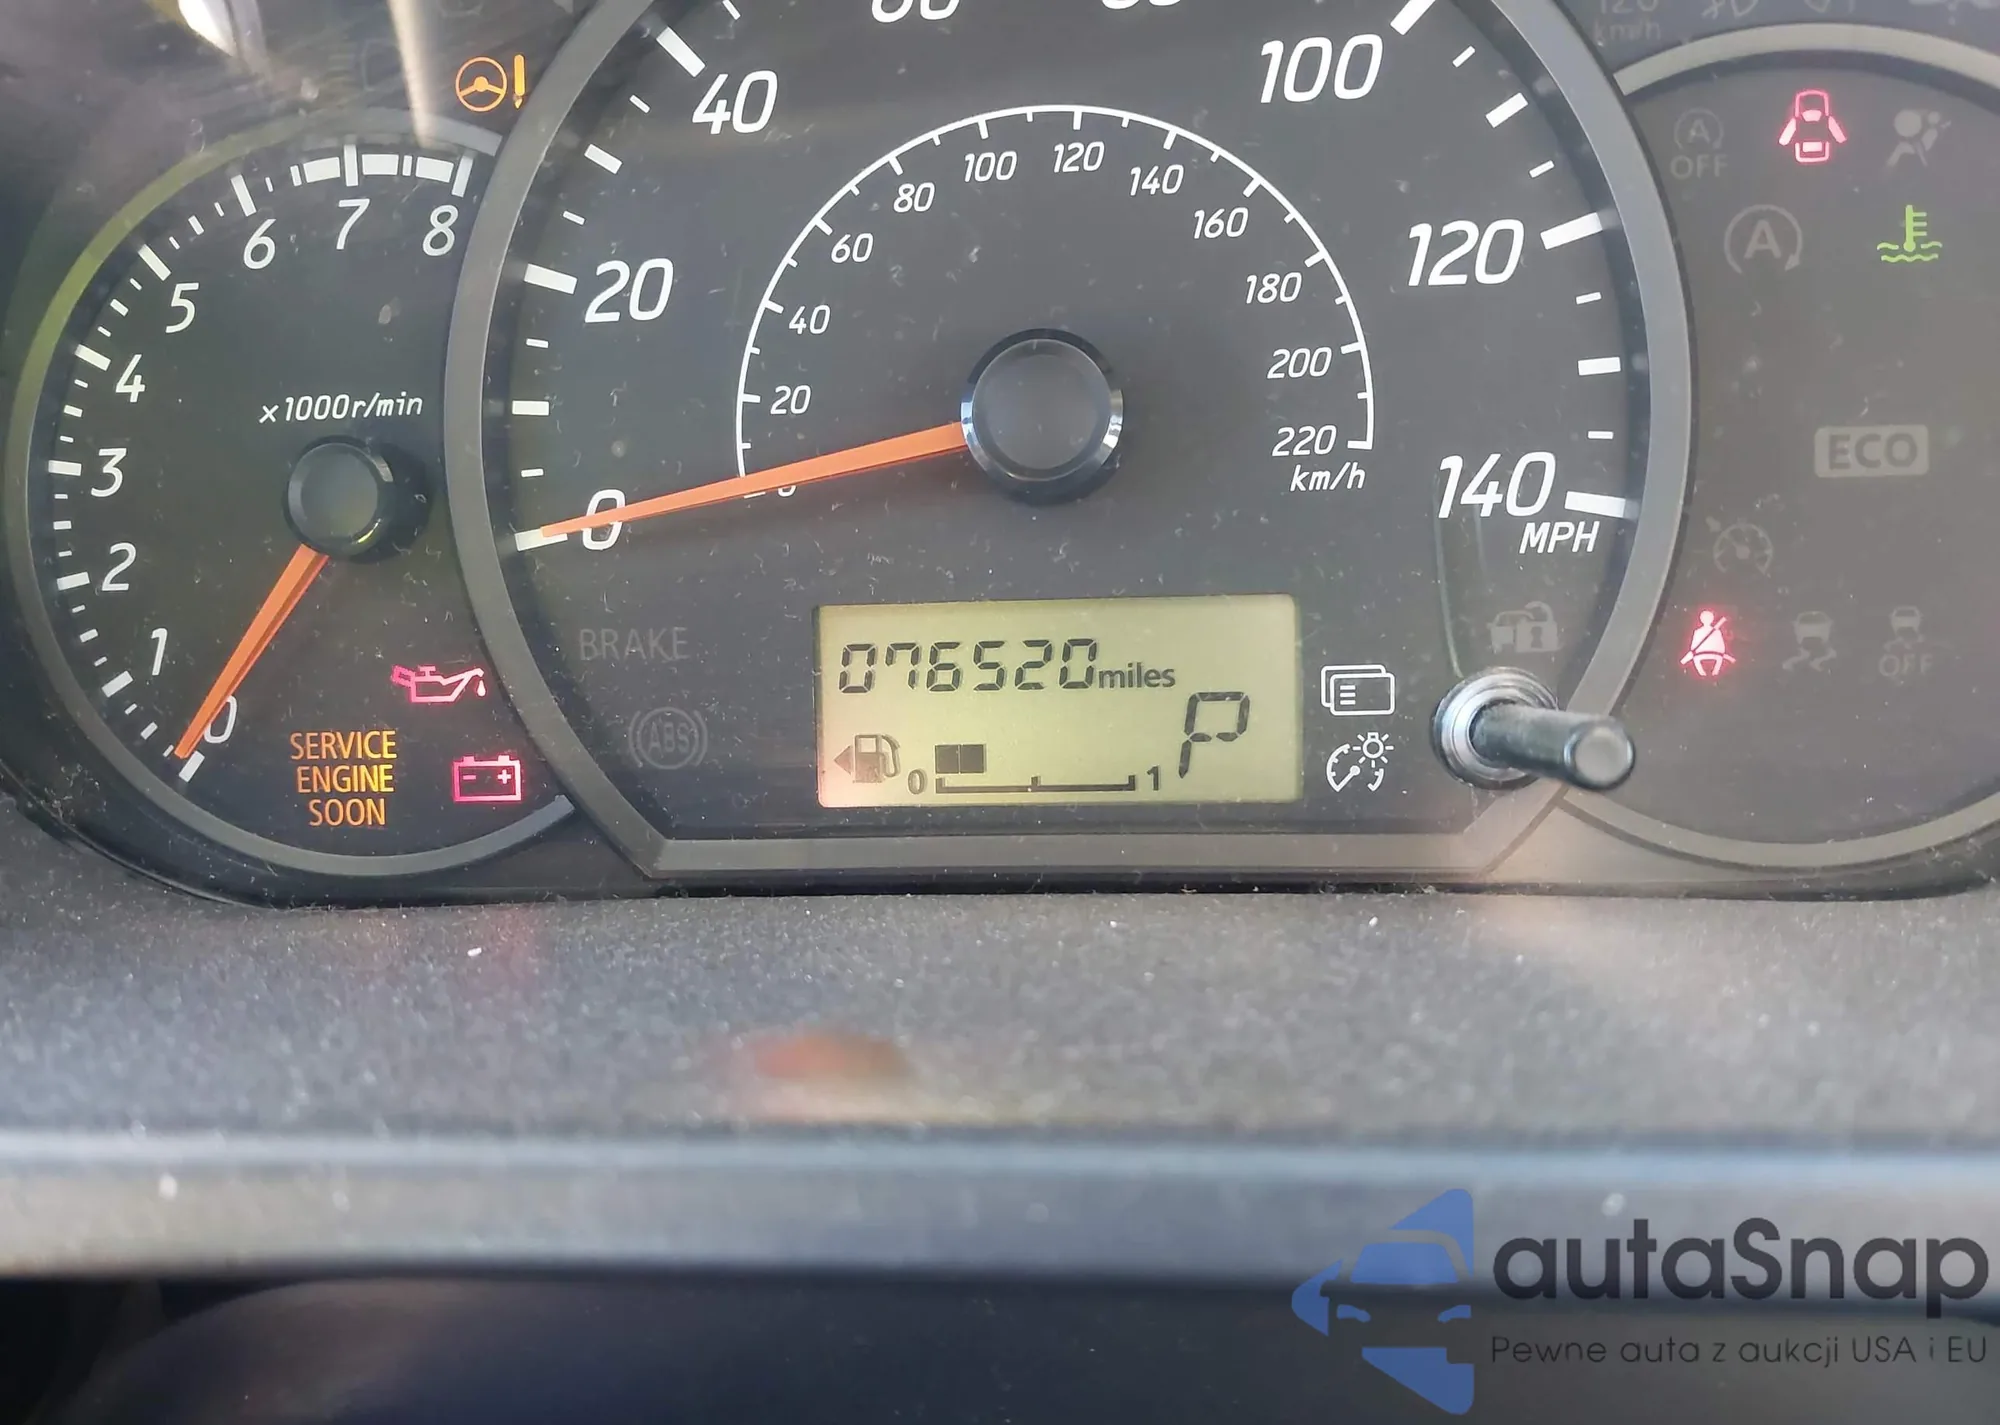 x1000r/min
0
1
2
3
4
5
6
7
8
SERVICE
ENGINE
SOON
0
20
40
100
120
140
MPH
20
40
60
80
100
120
140
160
180
200
220
km/h
BRAKE
ABS
076520miles
P
0 1
A
OFF
A
ECO
OFF
autaSnap
Pewne auta z aukcji USA i EU